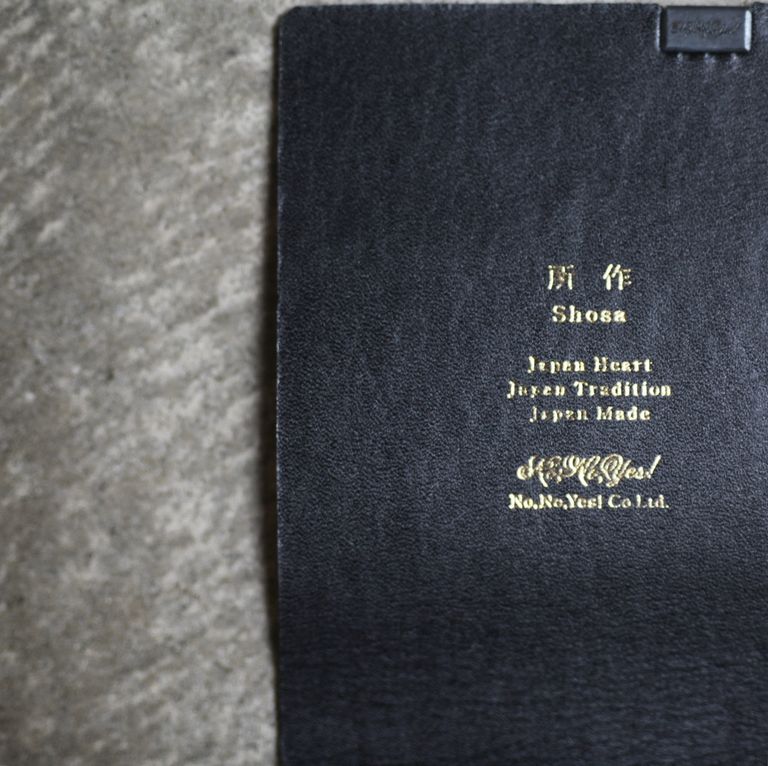 所作
Shosa
Japan Heart
Japan Tradition
Japan Made
No,No,Yes!
No,No,Yes! Co Ltd.